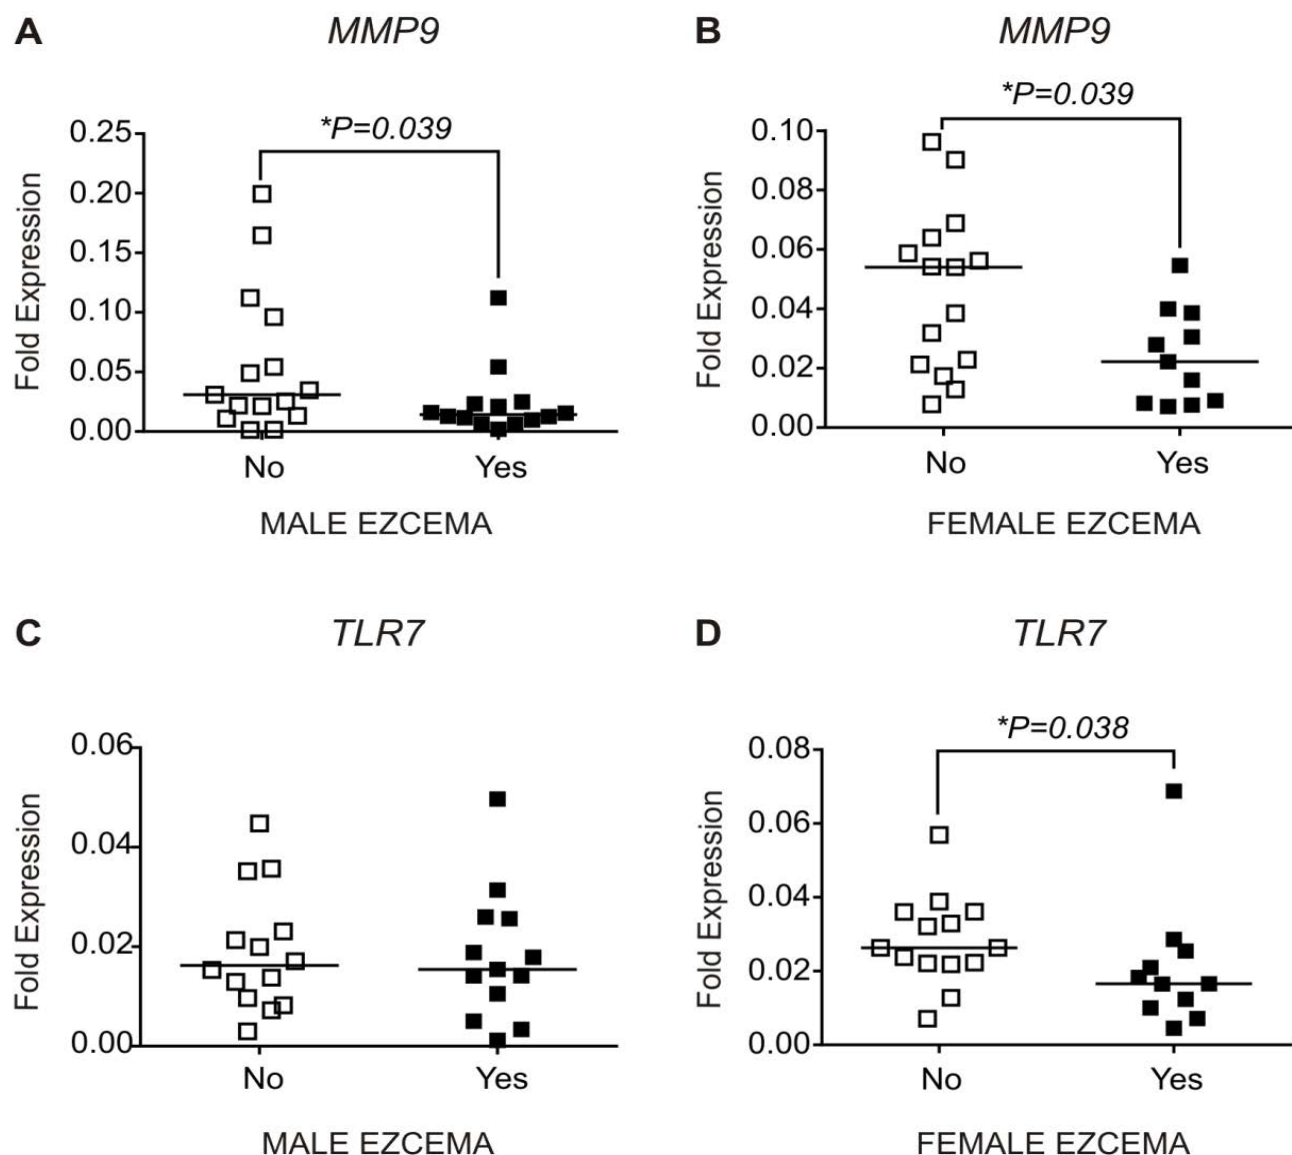 A
MMP9
*P=0.039
0.25
0.20
0.15
0.10
0.05
0.00
Fold Expression
No
Yes
MALE EZCEMA
B
MMP9
*P=0.039
0.10
0.08
0.06
0.04
0.02
0.00
Fold Expression
No
Yes
FEMALE EZCEMA
C
TLR7
0.06
0.04
0.02
0.00
Fold Expression
No
Yes
MALE EZCEMA
D
TLR7
*P=0.038
0.08
0.06
0.04
0.02
0.00
Fold Expression
No
Yes
FEMALE EZCEMA